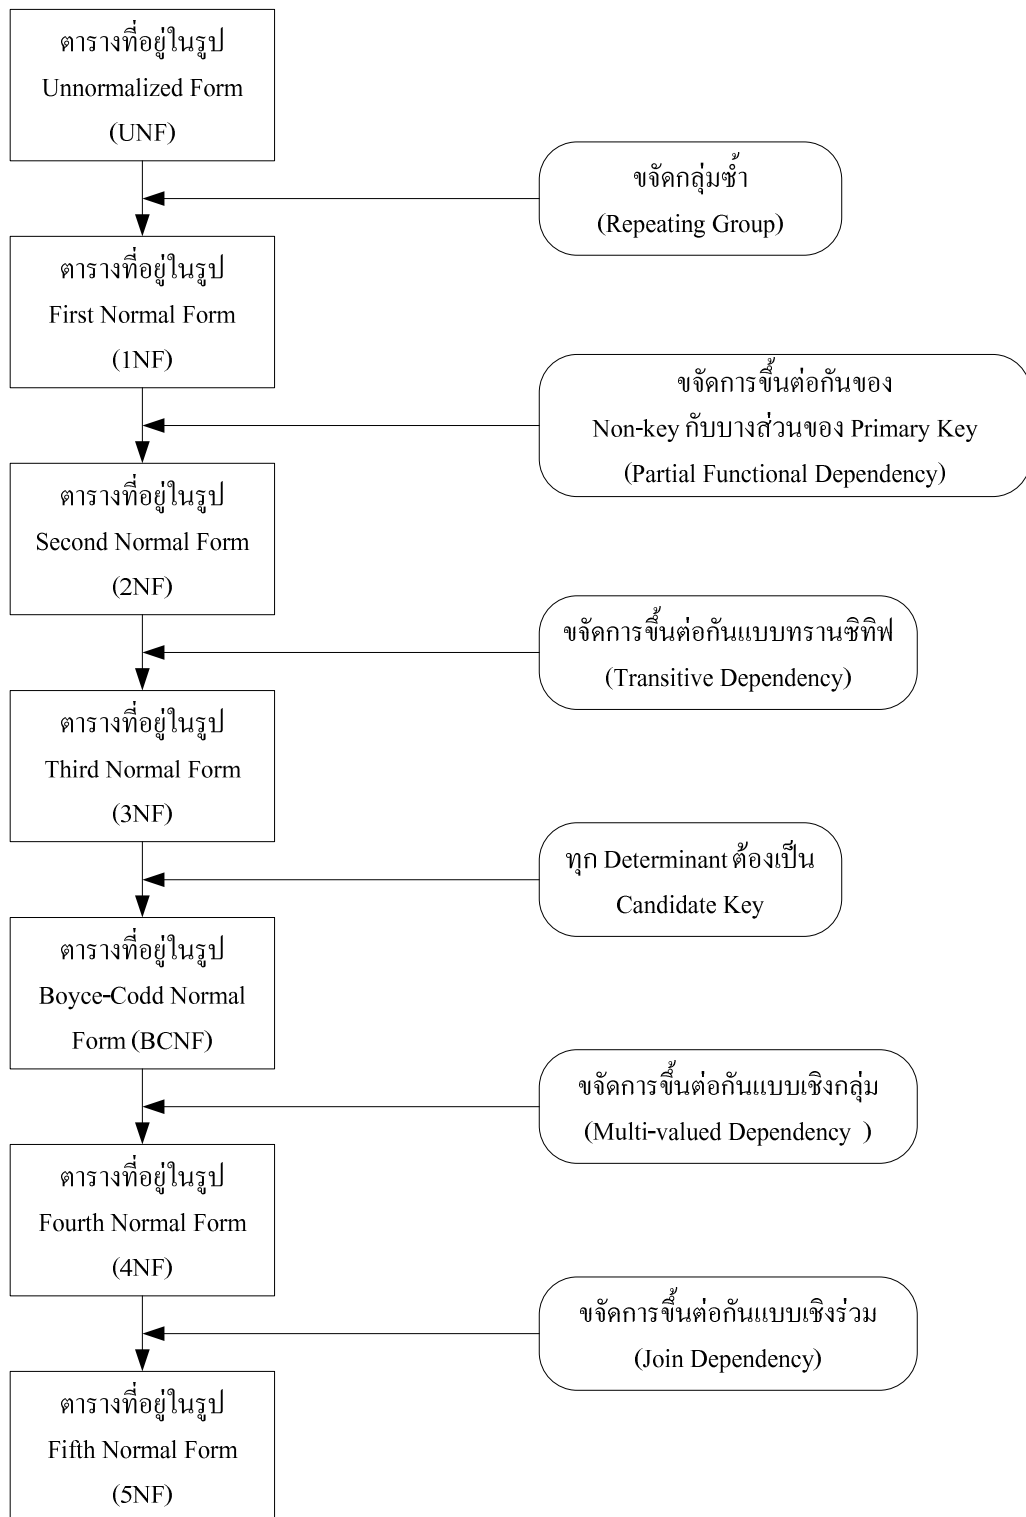 ตารางที่อยู่ในรูป
Unnormalized Form
(UNF)
ขจัดกลุ่มซ้ำ
(Repeating Group)
ตารางที่อยู่ในรูป
First Normal Form
(1NF)
ขจัดการขึ้นต่อกันของ
Non-key กับบางส่วนของ Primary Key
(Partial Functional Dependency)
ตารางที่อยู่ในรูป
Second Normal Form
(2NF)
ขจัดการขึ้นต่อกันแบบทรานซิทิฟ
(Transitive Dependency)
ตารางที่อยู่ในรูป
Third Normal Form
(3NF)
ทุก Determinant ต้องเป็น
Candidate Key
ตารางที่อยู่ในรูป
Boyce-Codd Normal
Form (BCNF)
ขจัดการขึ้นต่อกันแบบเชิงกลุ่ม
(Multi-valued Dependency )
ตารางที่อยู่ในรูป
Fourth Normal Form
(4NF)
ขจัดการขึ้นต่อกันแบบเชิงร่วม
(Join Dependency)
ตารางที่อยู่ในรูป
Fifth Normal Form
(5NF)